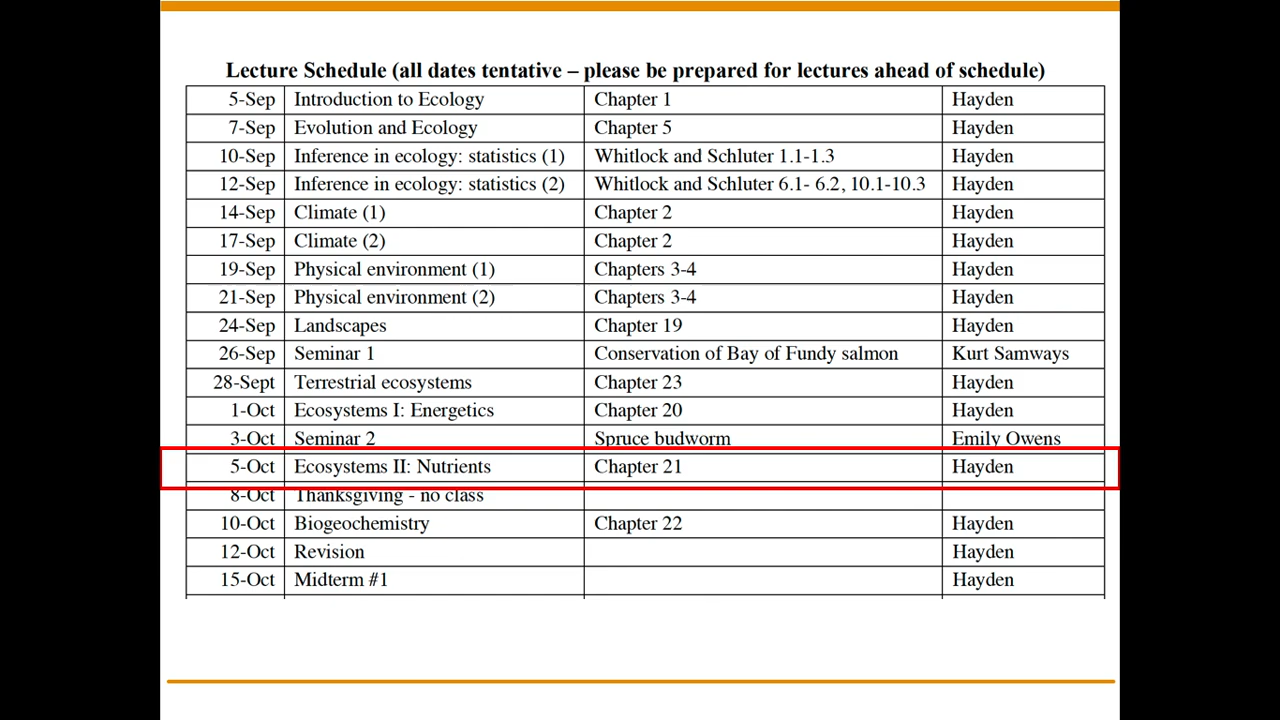 Lecture Schedule (all dates tentative – please be prepared for lectures ahead of schedule)
5-Sep Introduction to Ecology Chapter 1 Hayden
7-Sep Evolution and Ecology Chapter 5 Hayden
10-Sep Inference in ecology: statistics (1) Whitlock and Schluter 1.1-1.3 Hayden
12-Sep Inference in ecology: statistics (2) Whitlock and Schluter 6.1- 6.2, 10.1-10.3 Hayden
14-Sep Climate (1) Chapter 2 Hayden
17-Sep Climate (2) Chapter 2 Hayden
19-Sep Physical environment (1) Chapters 3-4 Hayden
21-Sep Physical environment (2) Chapters 3-4 Hayden
24-Sep Landscapes Chapter 19 Hayden
26-Sep Seminar 1 Conservation of Bay of Fundy salmon Kurt Samways
28-Sept Terrestrial ecosystems Chapter 23 Hayden
1-Oct Ecosystems I: Energetics Chapter 20 Hayden
3-Oct Seminar 2 Spruce budworm Emily Owens
5-Oct Ecosystems II: Nutrients Chapter 21 Hayden
8-Oct Thanksgiving - no class
10-Oct Biogeochemistry Chapter 22 Hayden
12-Oct Revision Hayden
15-Oct Midterm #1 Hayden